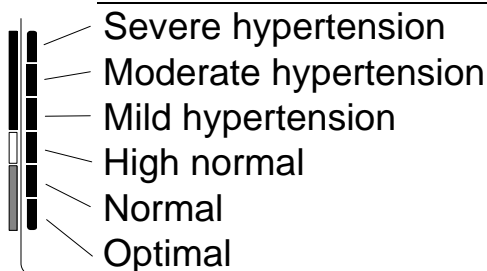 Severe hypertension
Moderate hypertension
Mild hypertension
High normal
Normal
Optimal